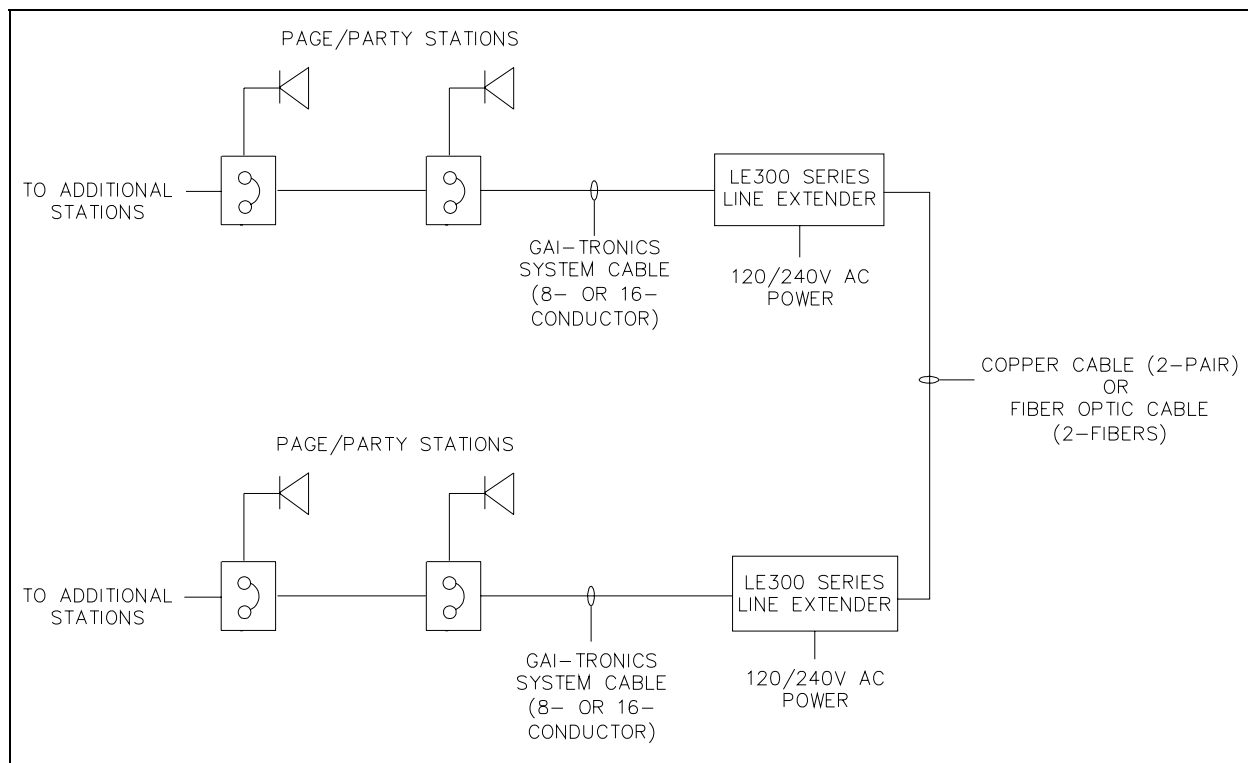 PAGE/PARTY STATIONS
TO ADDITIONAL
STATIONS
LE300 SERIES
LINE EXTENDER
GAI-TRONICS
SYSTEM CABLE
(8- OR 16-
CONDUCTOR)
120/240V AC
POWER
COPPER CABLE (2-PAIR)
OR
FIBER OPTIC CABLE
(2-FIBERS)
PAGE/PARTY STATIONS
TO ADDITIONAL
STATIONS
LE300 SERIES
LINE EXTENDER
GAI-TRONICS
SYSTEM CABLE
(8- OR 16-
CONDUCTOR)
120/240V AC
POWER